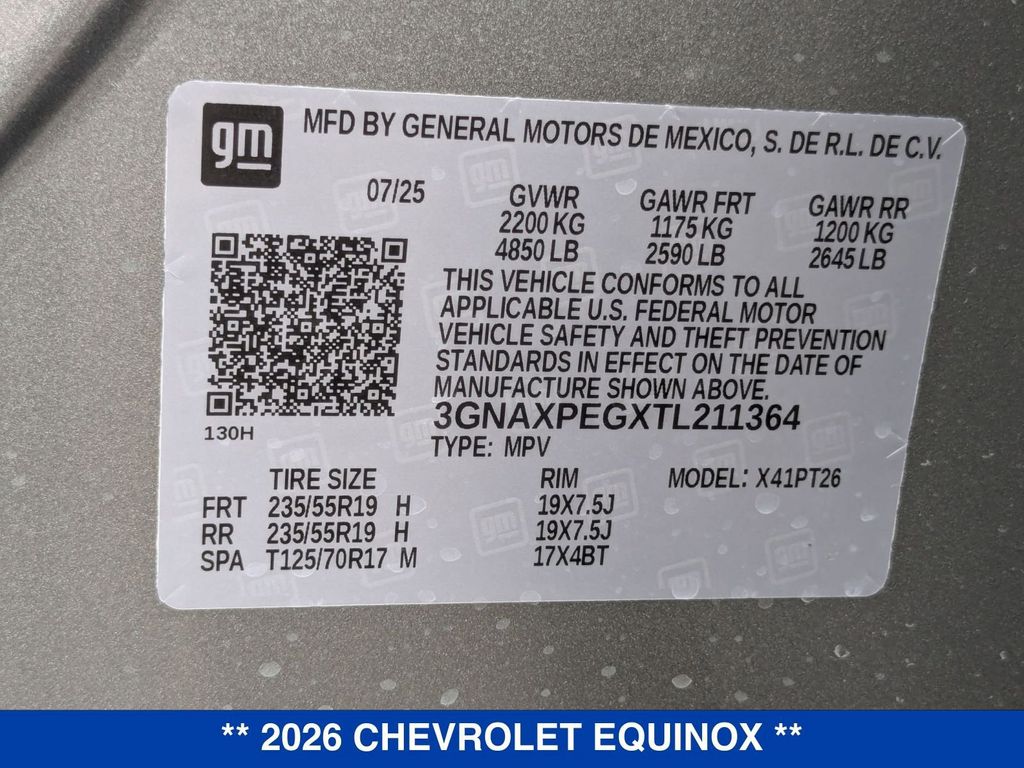 gm
MFD BY GENERAL MOTORS DE MEXICO, S. DE R.L. DE C.V.
07/25
GVWR GAWR FRT GAWR RR
2200 KG 1175 KG 1200 KG
4850 LB 2590 LB 2645 LB
THIS VEHICLE CONFORMS TO ALL
APPLICABLE U.S. FEDERAL MOTOR
VEHICLE SAFETY AND THEFT PREVENTION
STANDARDS IN EFFECT ON THE DATE OF
MANUFACTURE SHOWN ABOVE.
3GNAXPEGXTL211364
130H
TYPE: MPV
TIRE SIZE RIM MODEL: X41PT26
FRT 235/55R19 H 19X7.5J
RR 235/55R19 H 19X7.5J
SPA T125/70R17 M 17X4BT
** 2026 CHEVROLET EQUINOX **